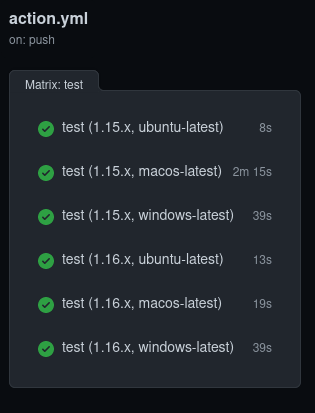 action.yml
on: push
Matrix: test
test (1.15.x, ubuntu-latest) 8s
test (1.15.x, macos-latest) 2m 15s
test (1.15.x, windows-latest) 39s
test (1.16.x, ubuntu-latest) 13s
test (1.16.x, macos-latest) 19s
test (1.16.x, windows-latest) 39s